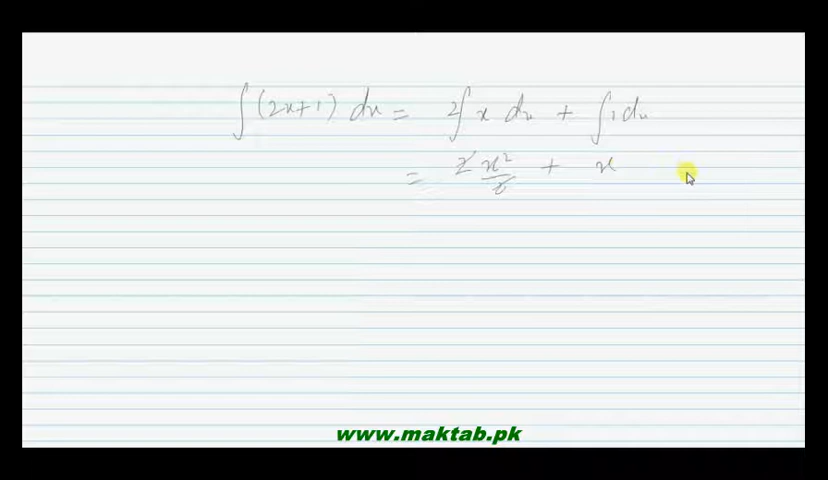 ∫(2x+1) dx = 2∫x dx + ∫1 dx
= 2 x²/2 + x
www.maktab.pk